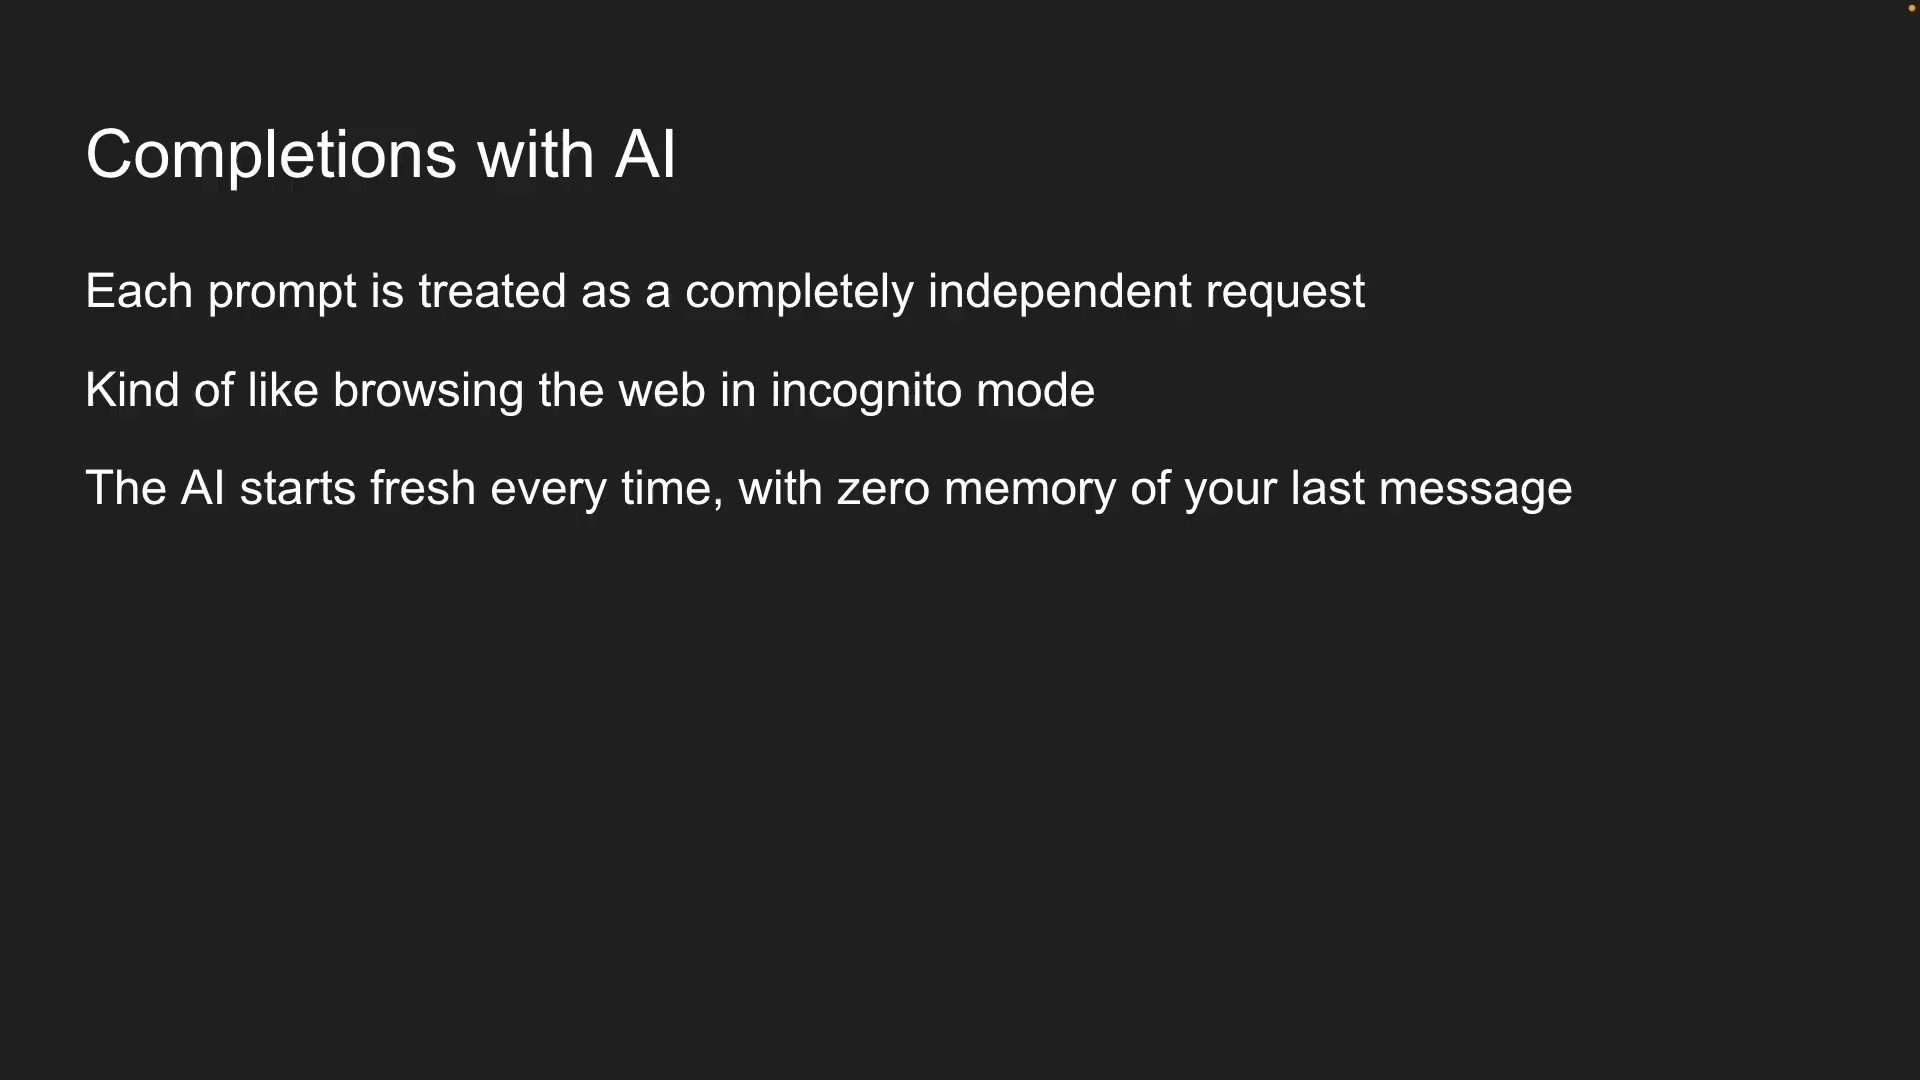 Completions with AI
Each prompt is treated as a completely independent request
Kind of like browsing the web in incognito mode
The AI starts fresh every time, with zero memory of your last message